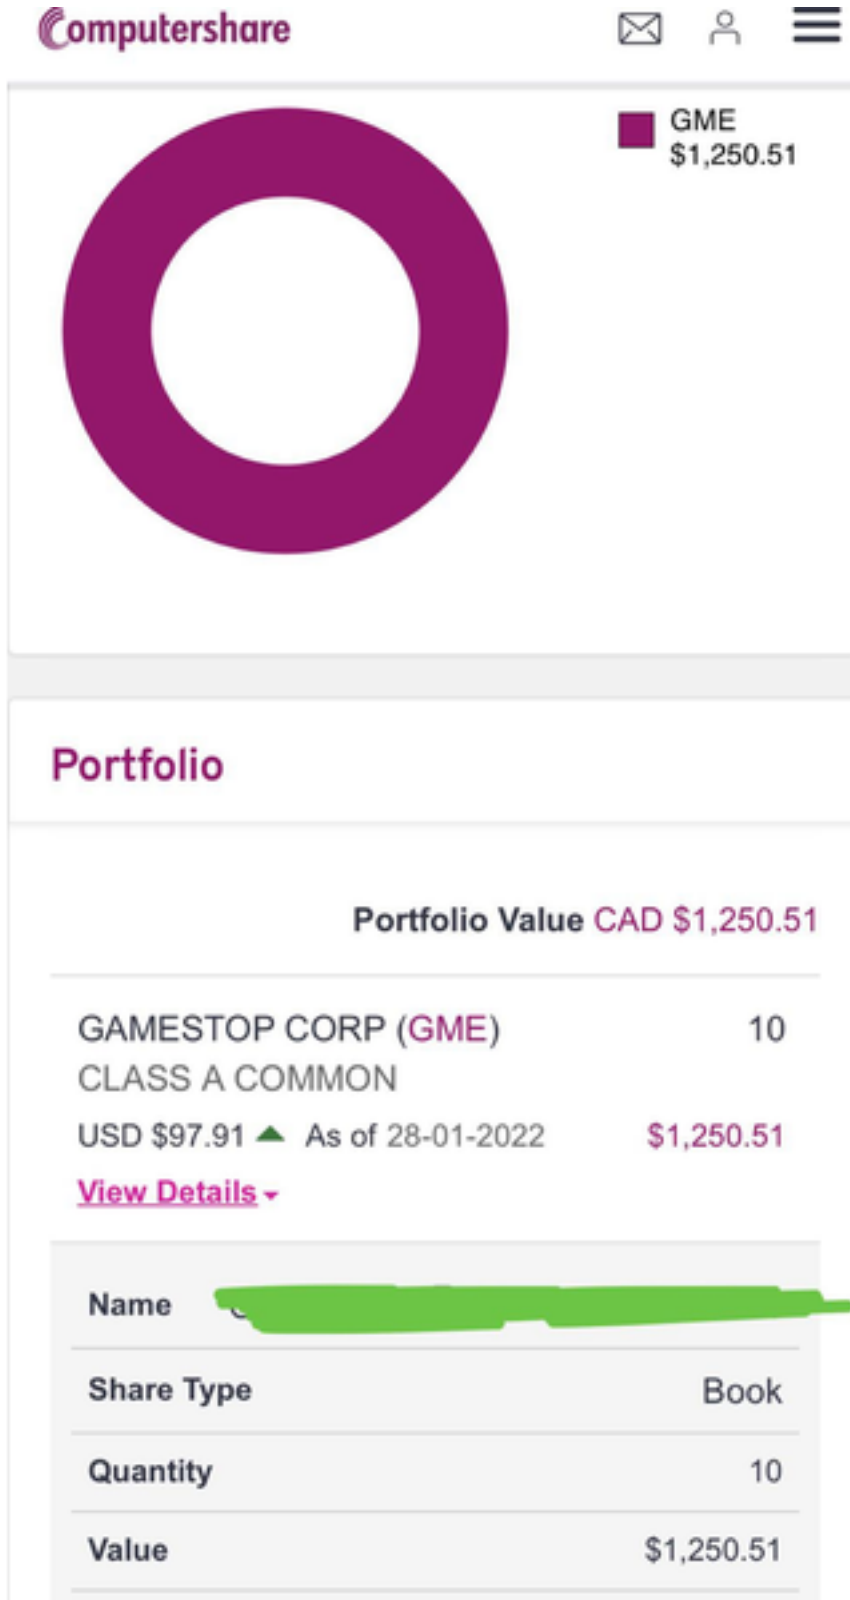 Computershare
GME
$1,250.51
Portfolio
Portfolio Value CAD $1,250.51
GAMESTOP CORP (GME) 10
CLASS A COMMON
USD $97.91 As of 28-01-2022 $1,250.51
View Details
Name
Share Type Book
Quantity 10
Value $1,250.51